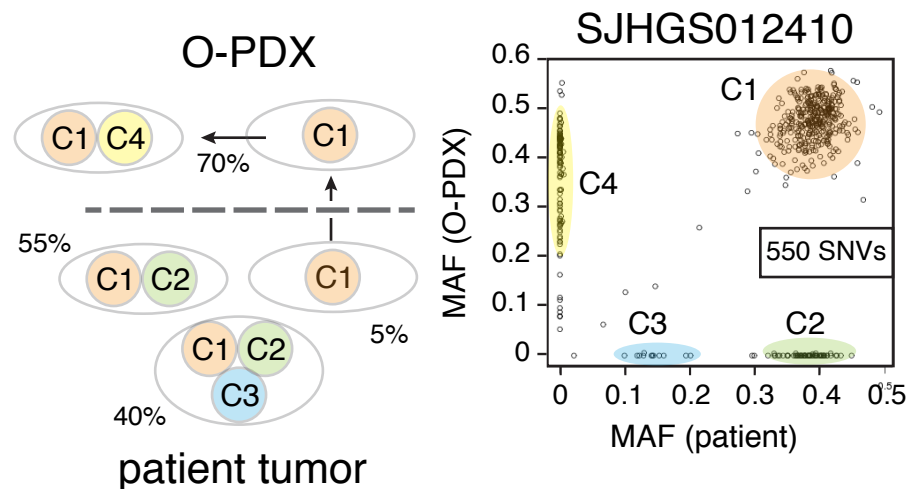 O-PDX
C1 C4
C1
70%
55%
C1 C2
C1
5%
C1 C2
C3
40%
patient tumor
SJHGS012410
MAF (O-PDX)
0.6
0.5
0.4
0.3
0.2
0.1
0
C1
C4
550 SNVs
C3
C2
0 0.1 0.2 0.3 0.4 0.5
0.5
MAF (patient)